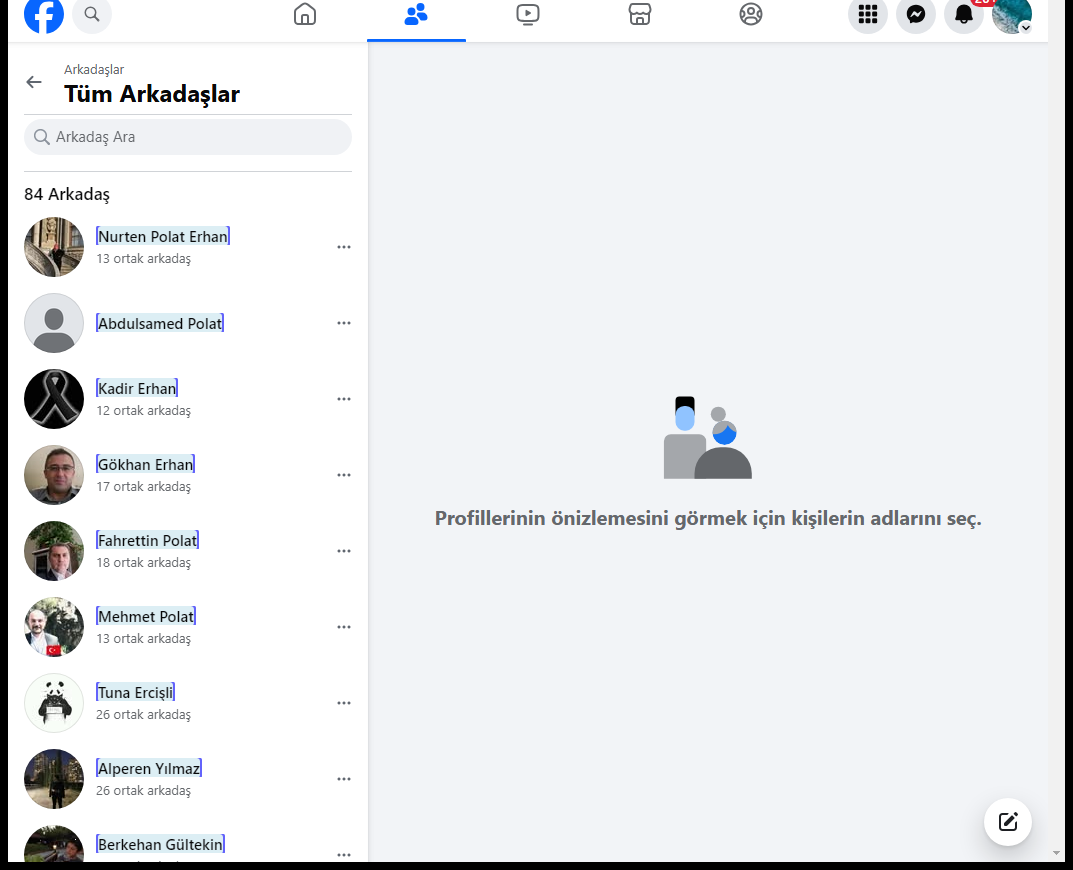 Arkadaşlar
Tüm Arkadaşlar
Arkadaş Ara
84 Arkadaş
Nurten Polat Erhan
13 ortak arkadaş
Abdulsamed Polat
Kadir Erhan
12 ortak arkadaş
Gökhan Erhan
17 ortak arkadaş
Fahrettin Polat
18 ortak arkadaş
Mehmet Polat
13 ortak arkadaş
Tuna Ercişli
26 ortak arkadaş
Alperen Yılmaz
26 ortak arkadaş
Berkehan Gültekin
Profillerinin önizlemesini görmek için kişilerin adlarını seç.